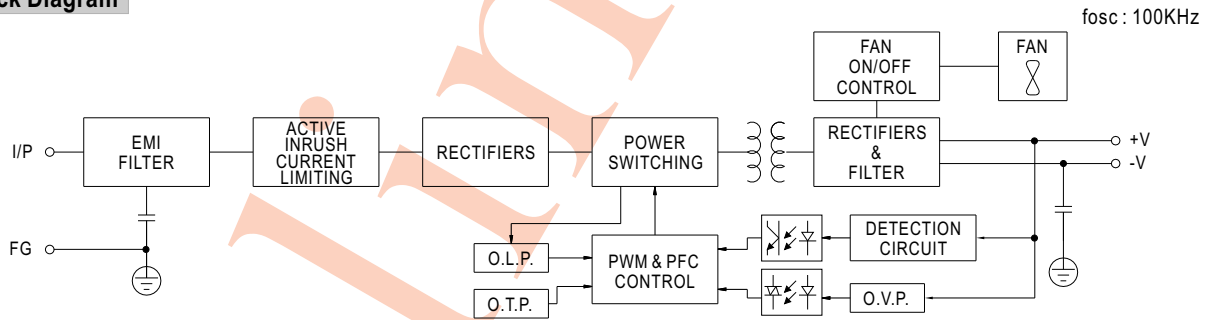 ck Diagram
fosc : 100KHz
FAN
ON/OFF
CONTROL
FAN
I/P
EMI
FILTER
ACTIVE
INRUSH
CURRENT
LIMITING
RECTIFIERS
POWER
SWITCHING
RECTIFIERS
&
FILTER
+V
-V
FG
O.L.P.
O.T.P.
PWM & PFC
CONTROL
DETECTION
CIRCUIT
O.V.P.